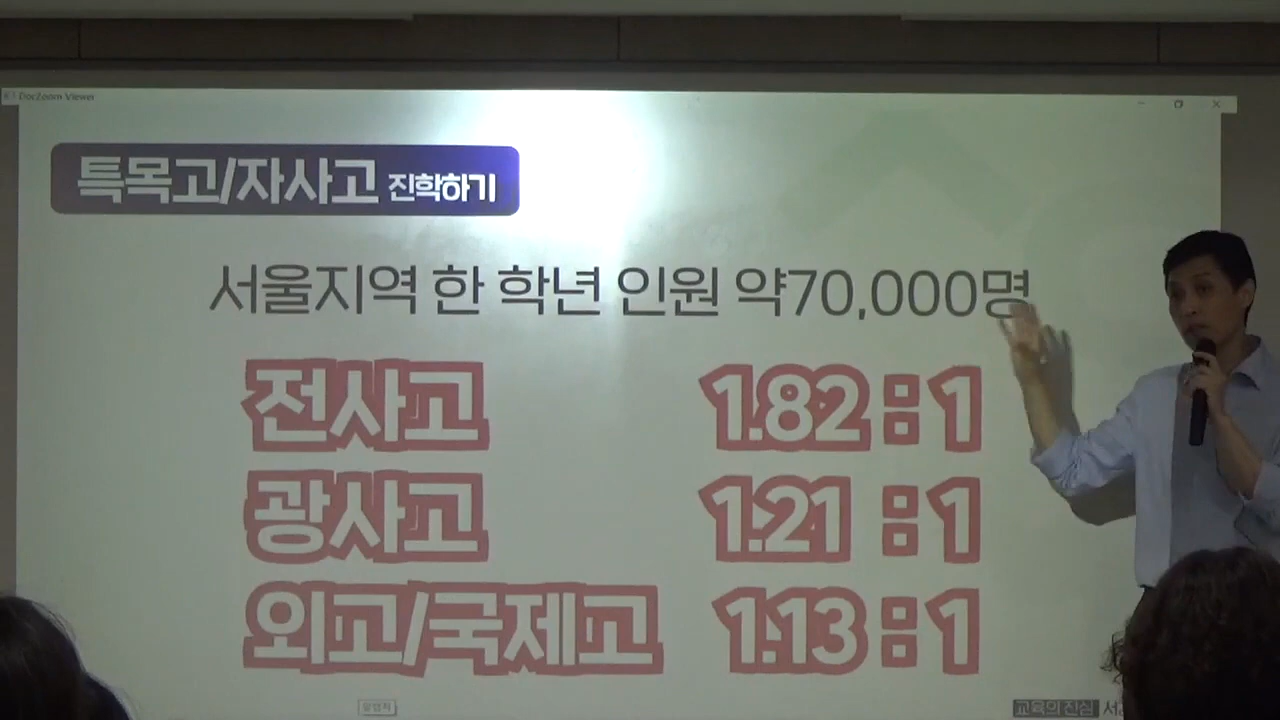 DocZoom Viewer
특목고/자사고 진학하기
서울지역 한 학년 인원 약70,000명
전사고 1.82 : 1
광사고 1.21 : 1
외고/국제고 1.13 : 1
교육의 진심 서